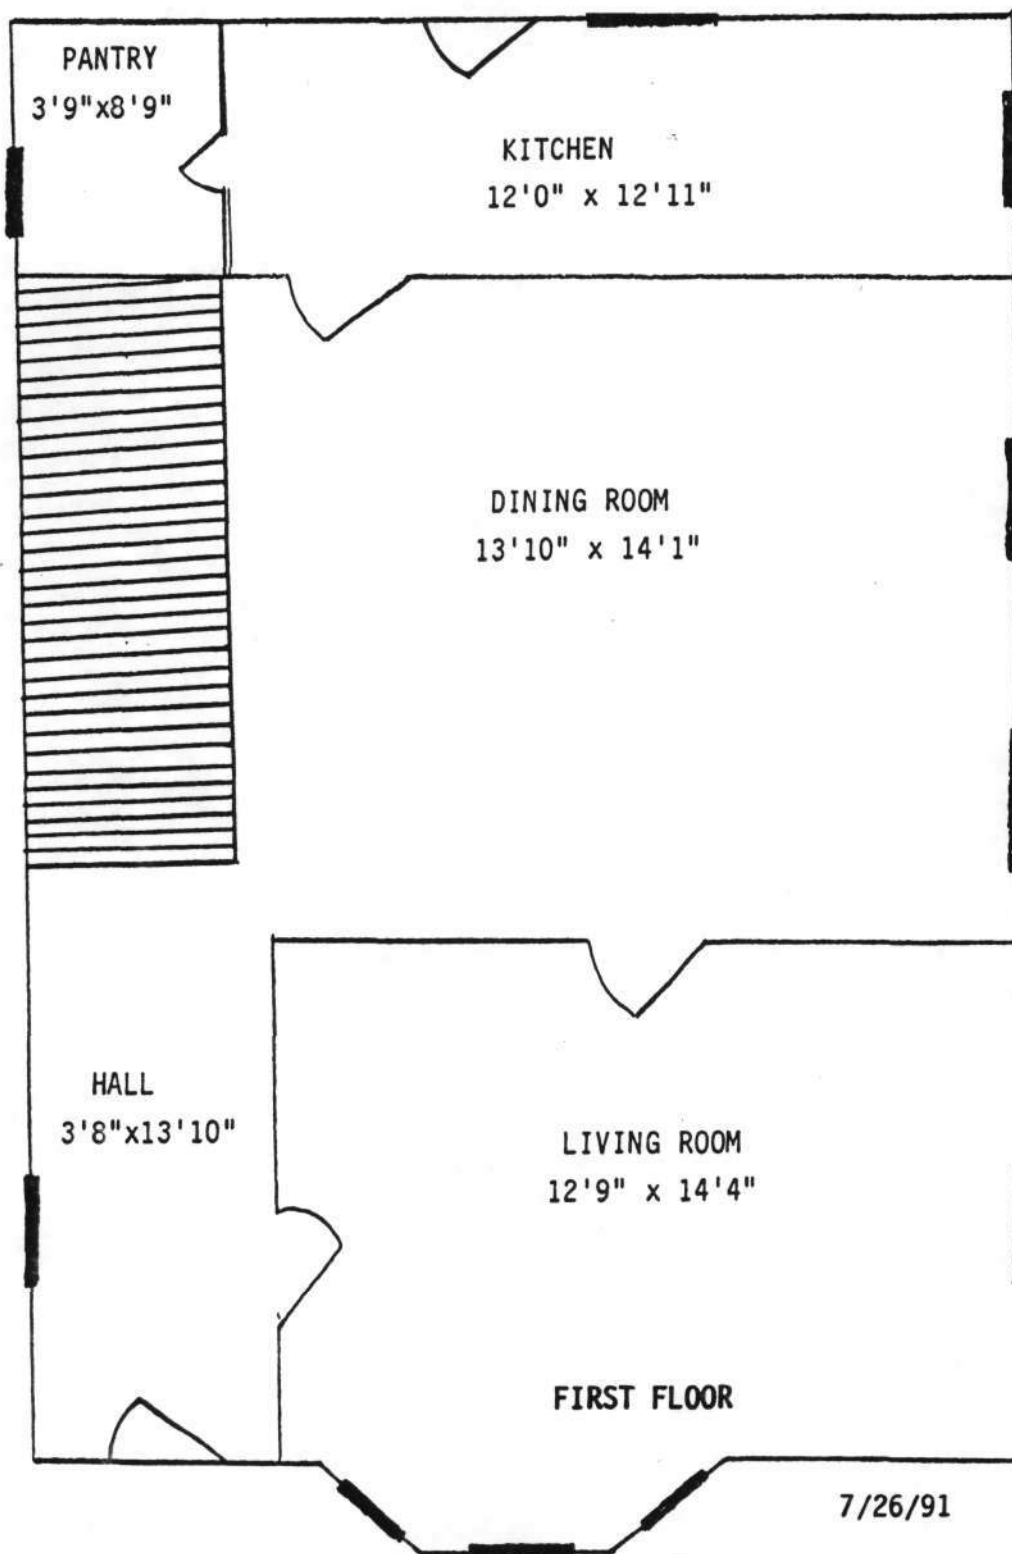 PANTRY
3'9"x8'9"
KITCHEN
12'0" x 12'11"
DINING ROOM
13'10" x 14'1"
HALL
3'8"x13'10"
LIVING ROOM
12'9" x 14'4"
FIRST FLOOR
7/26/91